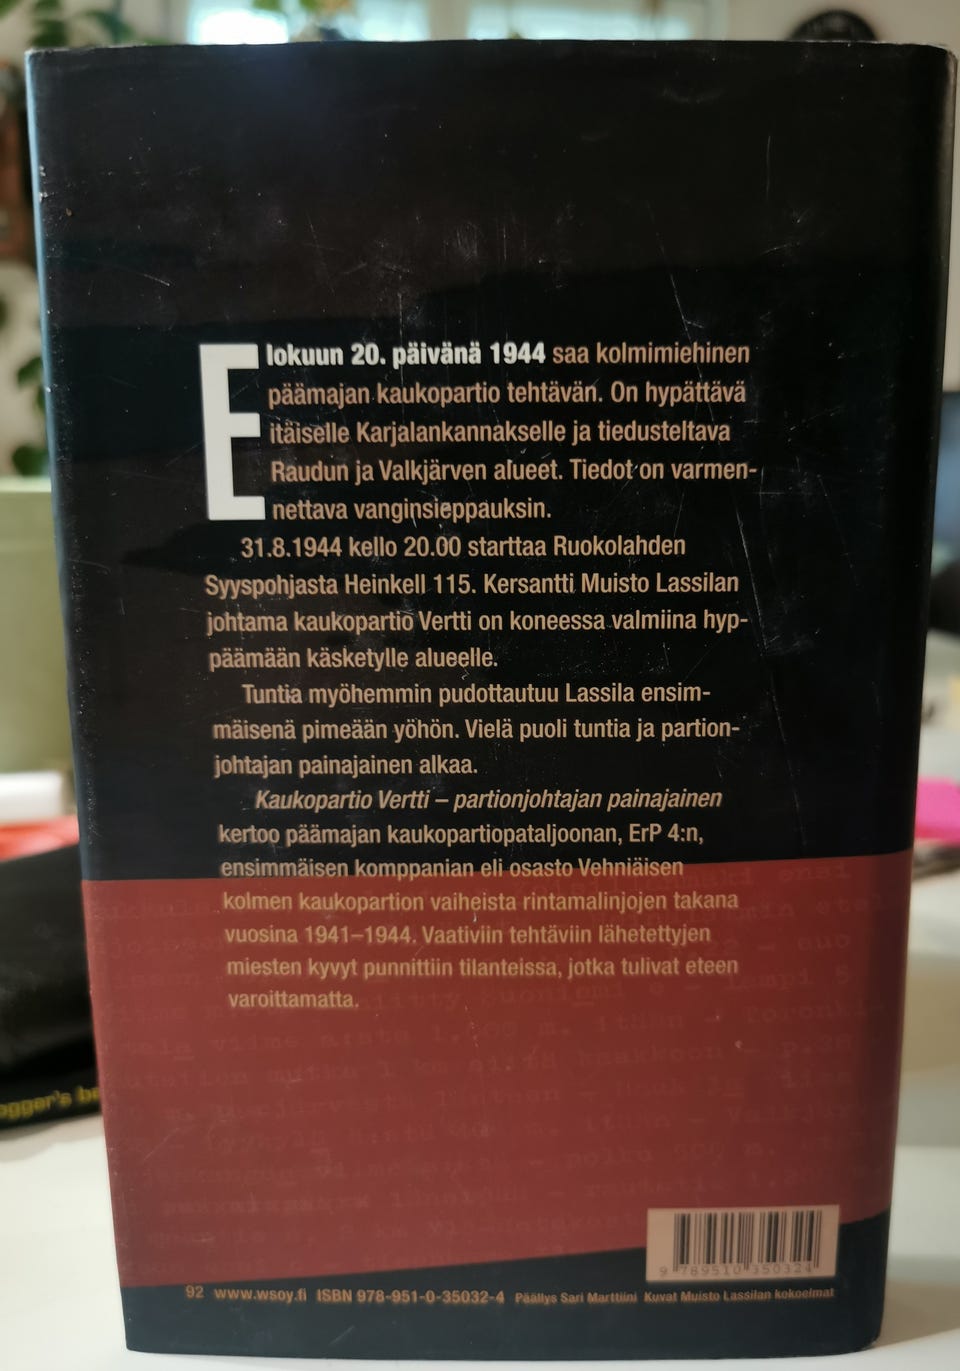 Elokuun 20. päivänä 1944 saa kolmimiehinen
päämajan kaukopartio tehtävän. On hypättävä
itäiselle Karjalankannakselle ja tiedusteltava
Raudun ja Valkjärven alueet. Tiedot on varmen-
nettava vanginsieppauksin.
31.8.1944 kello 20.00 starttaa Ruokolahden
Syyspohjasta Heinkell 115. Kersantti Muisto Lassilan
johtama kaukopartio Vertti on koneessa valmiina hyp-
päämään käsketylle alueelle.
Tuntia myöhemmin pudottautuu Lassila ensim-
mäisenä pimeään yöhön. Vielä puoli tuntia ja partion-
johtajan painajainen alkaa.
Kaukopartio Vertti – partionjohtajan painajainen
kertoo päämajan kaukopartiopataljoonan, ErP 4:n,
ensimmäisen komppanian eli osasto Vehniäisen
kolmen kaukopartion vaiheista rintamalinjojen takana
vuosina 1941–1944. Vaativiin tehtäviin lähetettyjen
miesten kyvyt punnittiin tilanteissa, jotka tulivat eteen
varoittamatta.
ogger's be
9 789510 350324
92 www.wsoy.fi ISBN 978-951-0-35032-4 Päällys Sari Marttiini Kuvat Muisto Lassilan kokoelmat